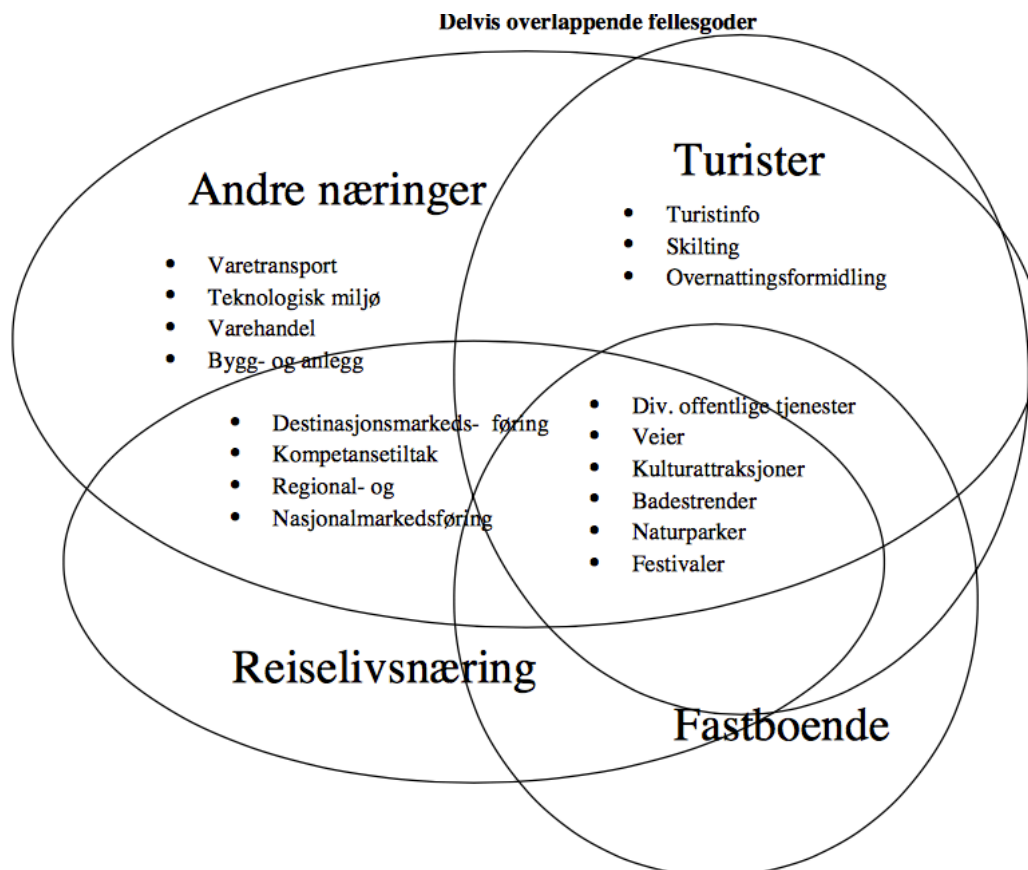 Delvis overlappende fellesgoder
Turister
• Turistinfo
• Skilting
• Overnattingsformidling
Andre næringer
• Varetransport
• Teknologisk miljø
• Varehandel
• Bygg- og anlegg
• Destinasjonsmarkeds- føring
• Kompetansetiltak
• Regional- og
• Nasjonalmarkedsføring
• Div. offentlige tjenester
• Veier
• Kulturattraksjoner
• Badestrender
• Naturparker
• Festivaler
Reiselivsnæring
Fastboende